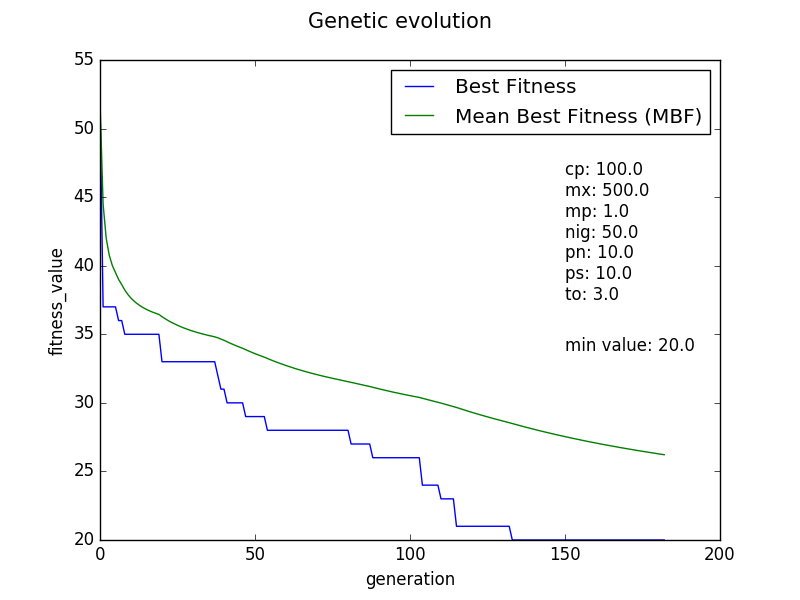 Genetic evolution
55
50
45
40
35
30
25
20
fitness_value
Best Fitness
Mean Best Fitness (MBF)
cp: 100.0
mx: 500.0
mp: 1.0
nig: 50.0
pn: 10.0
ps: 10.0
to: 3.0
min value: 20.0
0
50
100
150
200
generation